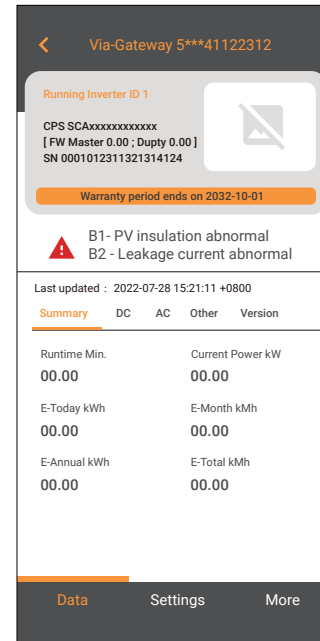 Via-Gateway 5***41122312
Running Inverter ID 1
CPS SCAxxxxxxxxxxxx
[ FW Master 0.00 ; Dupty 0.00 ]
SN 0001012311321314124
Warranty period ends on 2032-10-01
B1- PV insulation abnormal
B2 - Leakage current abnormal
Last updated : 2022-07-28 15:21:11 +0800
Summary DC AC Other Version
Runtime Min. Current Power kW
00.00 00.00
E-Today kWh E-Month kMh
00.00 00.00
E-Annual kWh E-Total kMh
00.00 00.00
Data Settings More